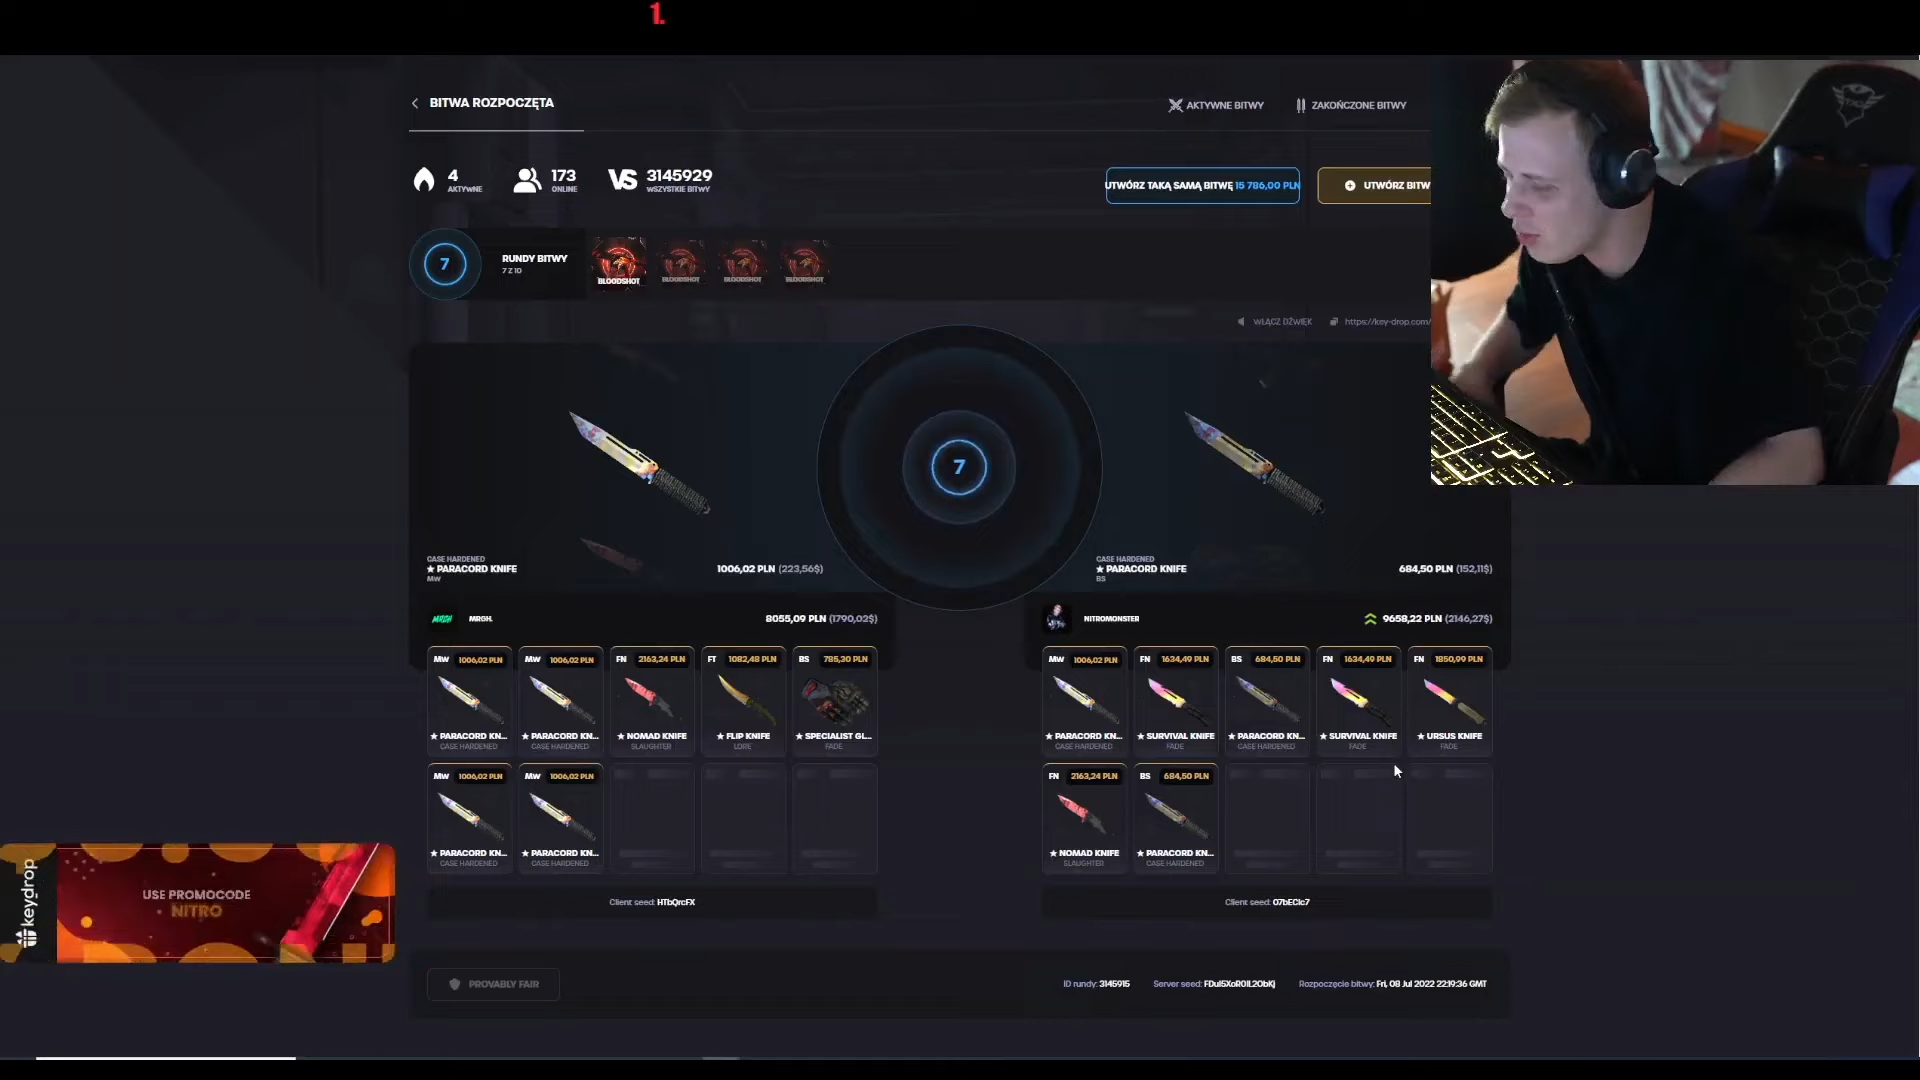 1.
BITWA ROZPOCZĘTA
AKTYWNE BITWY
ZAKOŃCZONE BITWY
4
AKTYWNE
173
ONLINE
VS
3145929
WSZYSTKIE BITWY
UTWÓRZ TAKĄ SAMĄ BITWĘ 15 786,00 PLN
UTWÓRZ BITW
7
RUNDY BITWY
7 Z 10
BLOODSHOT
BLOODSHOT
BLOODSHOT
BLOODSHOT
WŁĄCZ DŹWIĘK
https://key-drop.com/
7
CASE HARDENED
★ PARACORD KNIFE
MW
1006,02 PLN (223,56$)
CASE HARDENED
★ PARACORD KNIFE
BS
684,50 PLN (152,11$)
MRGH
MRGH.
8055,09 PLN (1790,02$)
NITROMONSTER
9658,22 PLN (2146,27$)
MW 1006,02 PLN
★ PARACORD KN...
CASE HARDENED
MW 1006,02 PLN
★ PARACORD KN...
CASE HARDENED
FN 2163,24 PLN
★ NOMAD KNIFE
SLAUGHTER
FT 1082,48 PLN
★ FLIP KNIFE
LORE
BS 785,30 PLN
★ SPECIALIST GL...
FADE
MW 1006,02 PLN
★ PARACORD KN...
CASE HARDENED
MW 1006,02 PLN
★ PARACORD KN...
CASE HARDENED
MW 1006,02 PLN
★ PARACORD KN...
CASE HARDENED
FN 1634,49 PLN
★ SURVIVAL KNIFE
FADE
BS 684,50 PLN
★ PARACORD KN...
CASE HARDENED
FN 1634,49 PLN
★ SURVIVAL KNIFE
FADE
FN 1850,99 PLN
★ URSUS KNIFE
FADE
FN 2163,24 PLN
★ NOMAD KNIFE
SLAUGHTER
BS 684,50 PLN
★ PARACORD KN...
CASE HARDENED
keydrop
USE PROMOCODE
NITRO
Client seed: HTbQrcFX
Client seed: O7bECIc7
PROVABLY FAIR
ID rundy: 3145915
Server seed: FDuI5XoR01L2ObKj
Rozpoczęcie bitwy: Fri, 08 Jul 2022 22:19:36 GMT